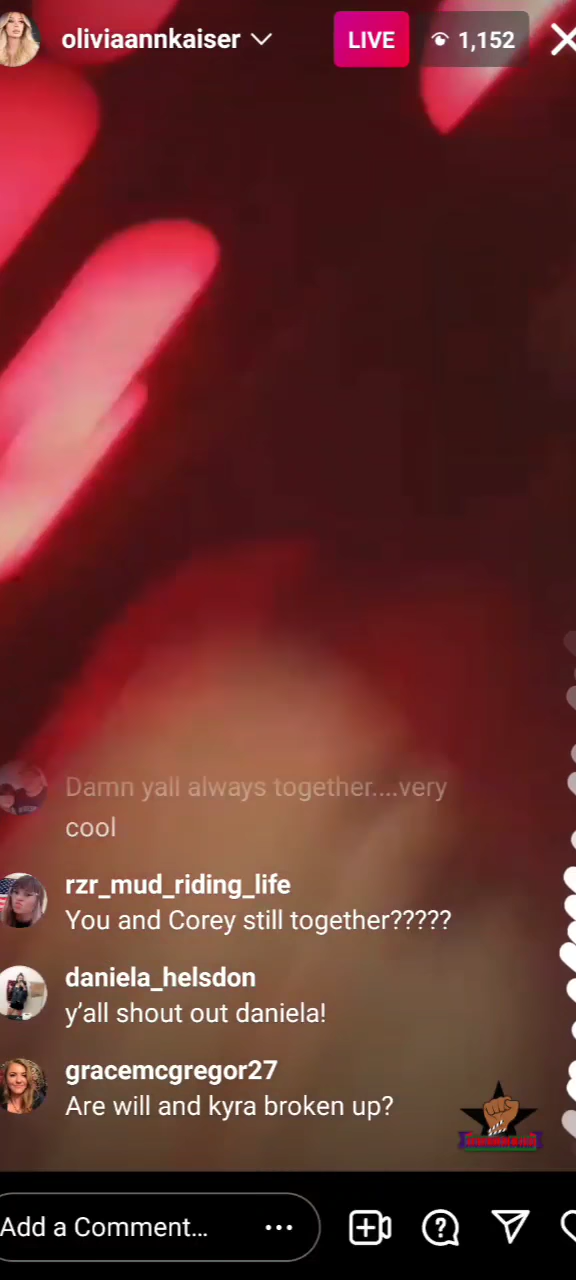 oliviaannkaiser
LIVE
1,152
Damn yall always together....very
cool
rzr_mud_riding_life
You and Corey still together?????
daniela_helsdon
y’all shout out daniela!
gracemcgregor27
Are will and kyra broken up?
Add a Comment...